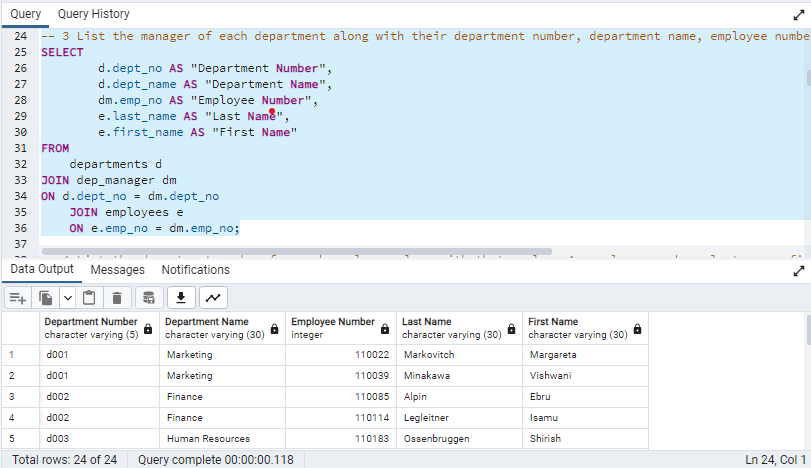 Query Query History
24 -- 3 List the manager of each department along with their department number, department name, employee numbe
25 SELECT
26 d.dept_no AS "Department Number",
27 d.dept_name AS "Department Name",
28 dm.emp_no AS "Employee Number",
29 e.last_name AS "Last Name",
30 e.first_name AS "First Name"
31 FROM
32 departments d
33 JOIN dep_manager dm
34 ON d.dept_no = dm.dept_no
35 JOIN employees e
36 ON e.emp_no = dm.emp_no;
37
Data Output Messages Notifications
Department Number Department Name Employee Number Last Name First Name
character varying (5) character varying (30) integer character varying (30) character varying (30)
1 d001 Marketing 110022 Markovitch Margareta
2 d001 Marketing 110039 Minakawa Vishwani
3 d002 Finance 110085 Alpin Ebru
4 d002 Finance 110114 Legleitner Isamu
5 d003 Human Resources 110183 Ossenbruggen Shirish
Total rows: 24 of 24 Query complete 00:00:00.118 Ln 24, Col 1